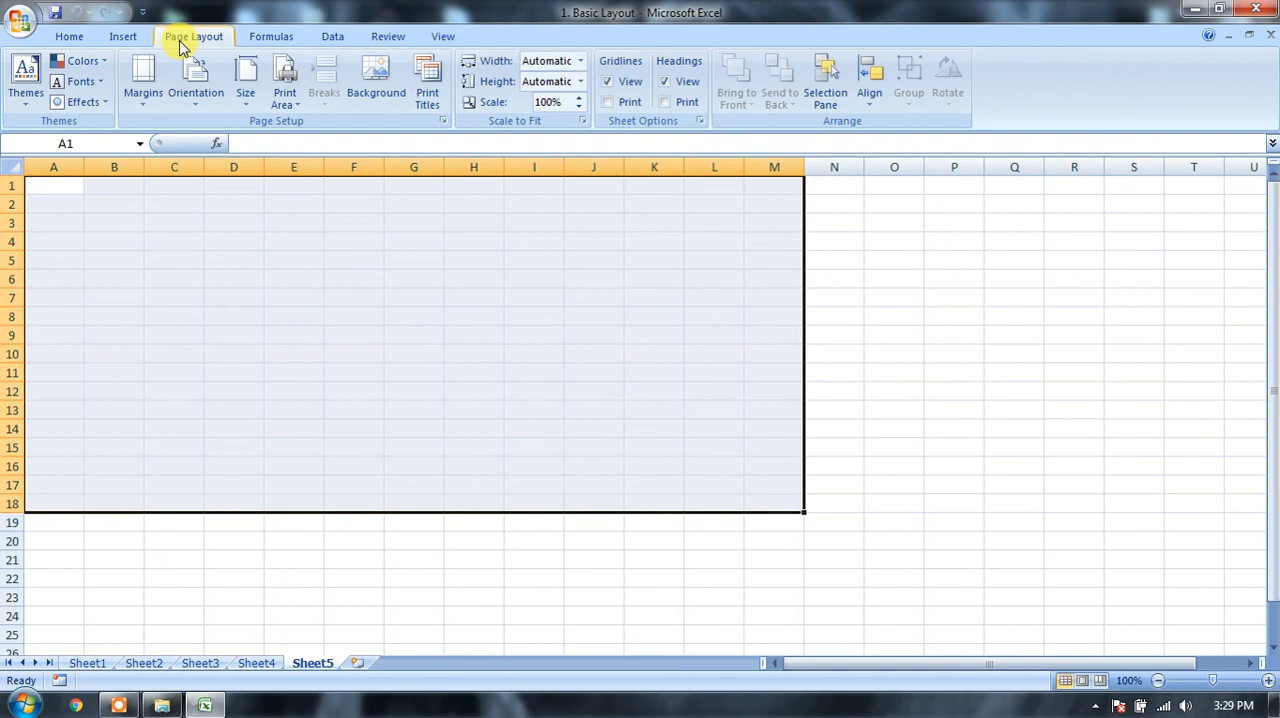 1. Basic Layout - Microsoft Excel
Home Insert Page Layout Formulas Data Review View
Aa Themes Colors Fonts Effects Margins Orientation Size Print Area Breaks Background Print Titles Width: Automatic Height: Automatic Scale: 100% Gridlines View Print Headings View Print Bring to Front Send to Back Selection Pane Align Group Rotate
Themes Page Setup Scale to Fit Sheet Options Arrange
A1 fx
A B C D E F G H I J K L M N O P Q R S T U
1
2
3
4
5
6
7
8
9
10
11
12
13
14
15
16
17
18
19
20
21
22
23
24
25
26
Sheet1 Sheet2 Sheet3 Sheet4 Sheet5
Ready 100%
3:29 PM